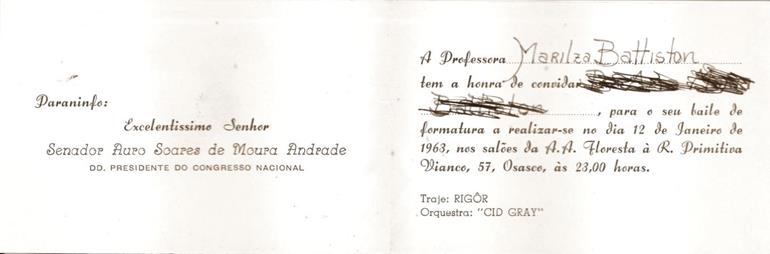 Paraninfo:
Excelentissimo Senhor
Senador Auro Soares de Moura Andrade
DD. PRESIDENTE DO CONGRESSO NACIONAL
A Professora Marilza Battiston
tem a honra de convidar
, para o seu baile de
formatura a realizar-se no dia 12 de Janeiro de
1963, nos salões da A.A. Floresta à R. Primitiva
Vianco, 57, Osasco, às 23,00 horas.
Traje: RIGÔR
Orquestra: "CID GRAY"